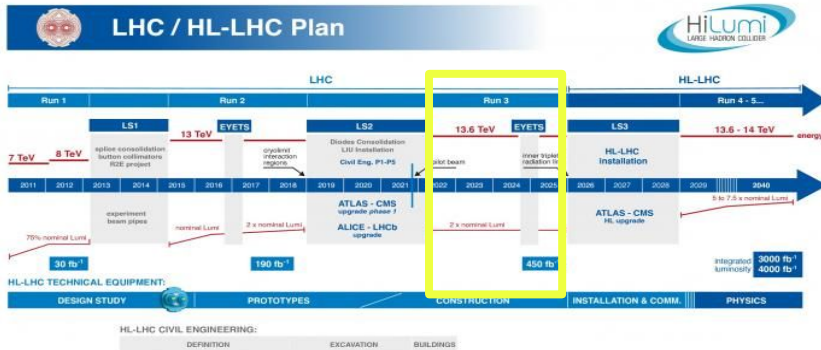 LHC / HL-LHC Plan
HiLumi
LARGE HADRON COLLIDER
LHC
HL-LHC
Run 1
Run 2
Run 3
Run 4 - 5...
LS1
EYETS
LS2
EYETS
LS3
7 TeV
8 TeV
splice consolidation
button collimators
R2E project
13 TeV
cryolimit
interaction
regions
Diodes Consolidation
LIU Installation
Civil Eng. P1-P5
pilot beam
13.6 TeV
inner triplet
radiation
HL-LHC
installation
13.6 - 14 TeV
energy
2011 2012 2013 2014 2015 2016 2017 2018 2019 2020 2021 2022 2023 2024 2025 2026 2027 2028 2029 2040
75% nominal Lumi
experiment
beam pipes
nominal Lumi
2 x nominal Lumi
ATLAS - CMS
upgrade phase 1
ALICE - LHCb
upgrade
2 x nominal Lumi
ATLAS - CMS
HL upgrade
5 to 7.5 x nominal Lumi
30 fb⁻¹
190 fb⁻¹
450 fb⁻¹
integrated
luminosity
3000 fb⁻¹
4000 fb⁻¹
HL-LHC TECHNICAL EQUIPMENT:
DESIGN STUDY
PROTOTYPES
CONSTRUCTION
INSTALLATION & COMM.
PHYSICS
HL-LHC CIVIL ENGINEERING:
DEFINITION
EXCAVATION
BUILDINGS